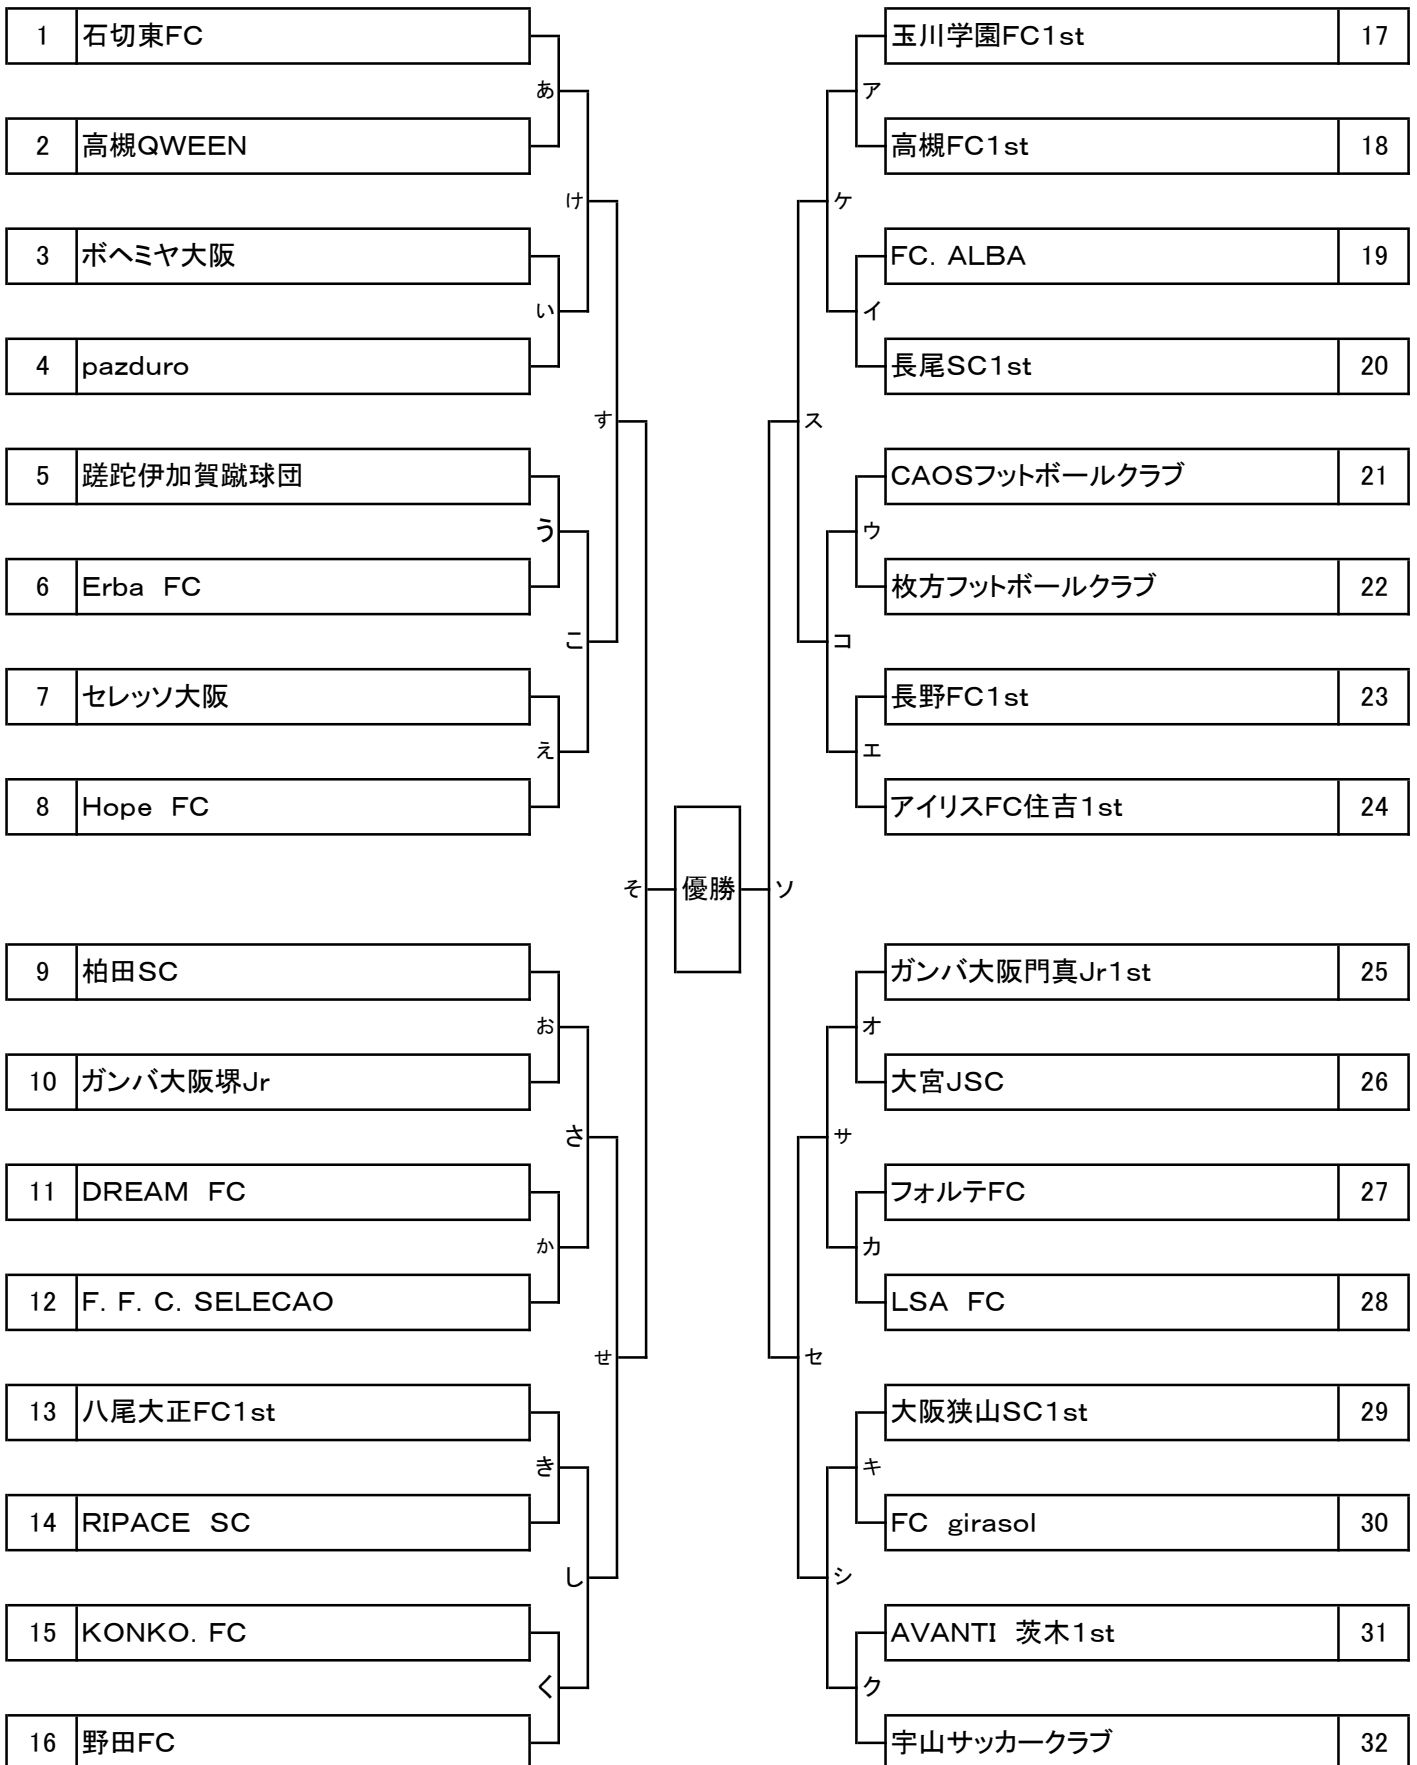 1 石切東FC
あ
2 高槻QWEEN
け
3 ボヘミヤ大阪
い
4 pazduro
す
5 蹉跎伊加賀蹴球団
う
6 Erba FC
こ
7 セレッソ大阪
え
8 Hope FC
そ
9 柏田SC
お
10 ガンバ大阪堺Jr
さ
11 DREAM FC
か
12 F. F. C. SELECAO
せ
13 八尾大正FC1st
き
14 RIPACE SC
し
15 KONKO. FC
く
16 野田FC
優勝
玉川学園FC1st 17
ア
高槻FC1st 18
ケ
FC. ALBA 19
イ
長尾SC1st 20
ス
CAOSフットボールクラブ 21
ウ
枚方フットボールクラブ 22
コ
長野FC1st 23
エ
アイリスFC住吉1st 24
ソ
ガンバ大阪門真Jr1st 25
オ
大宮JSC 26
サ
フォルテFC 27
カ
LSA FC 28
セ
大阪狭山SC1st 29
キ
FC girasol 30
シ
AVANTI 茨木1st 31
ク
宇山サッカークラブ 32